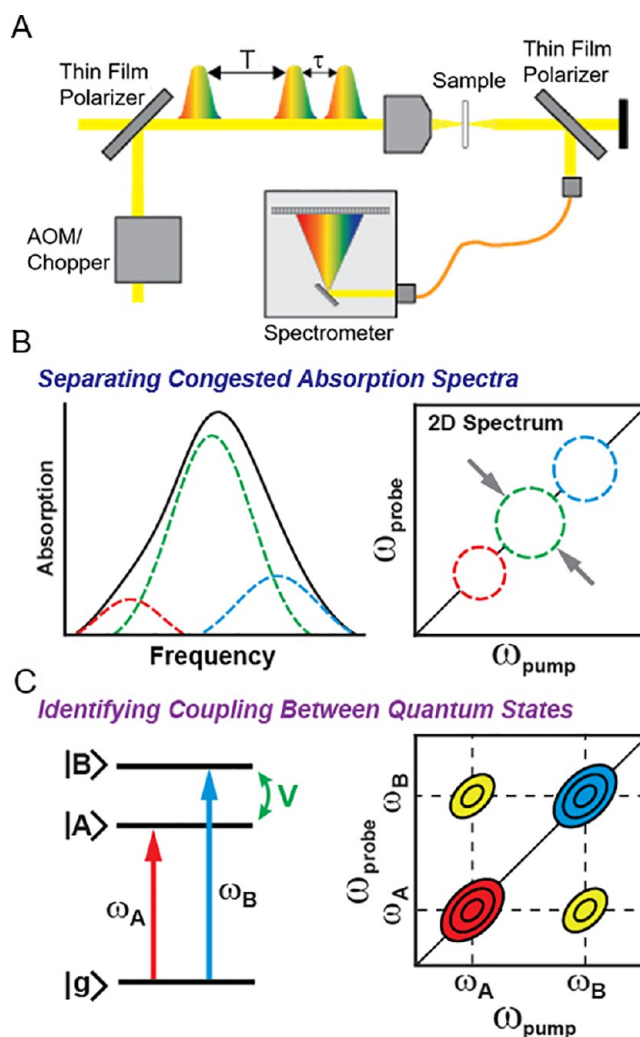 A
Thin Film
Polarizer
T
τ
Sample
Thin Film
Polarizer
AOM/
Chopper
Spectrometer
B
Separating Congested Absorption Spectra
Absorption
Frequency
2D Spectrum
ωprobe
ωpump
C
Identifying Coupling Between Quantum States
|B>
|A>
V
ωA
ωB
|g>
ωB
ωA
ωprobe
ωA ωB
ωpump